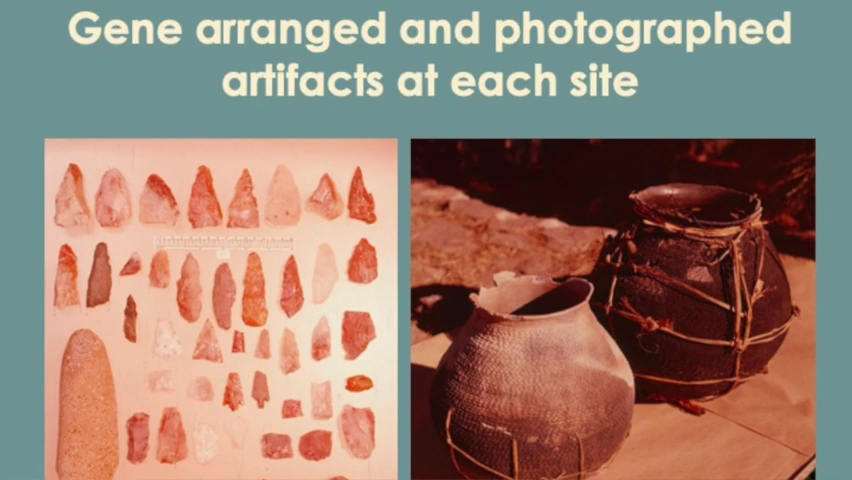 Gene arranged and photographed
artifacts at each site